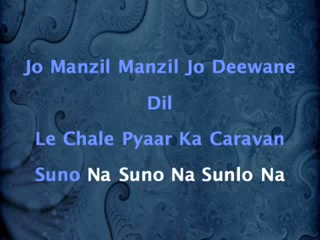 Jo Manzil Manzil Jo Deewane
Dil
Le Chale Pyaar Ka Caravan
Suno Na Suno Na Sunlo Na